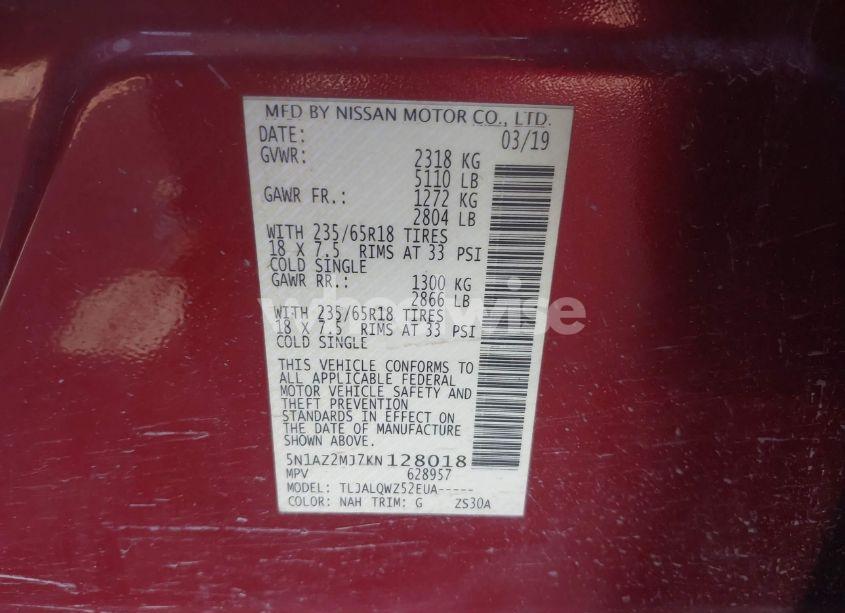 MFD BY NISSAN MOTOR CO., LTD.
DATE: 03/19
GVWR: 2318 KG
5110 LB
GAWR FR.: 1272 KG
2804 LB
WITH 235/65R18 TIRES
18 X 7.5 RIMS AT 33 PSI
COLD SINGLE
GAWR RR.: 1300 KG
2866 LB
WITH 235/65R18 TIRES
18 X 7.5 RIMS AT 33 PSI
COLD SINGLE
THIS VEHICLE CONFORMS TO
ALL APPLICABLE FEDERAL
MOTOR VEHICLE SAFETY AND
THEFT PREVENTION
STANDARDS IN EFFECT ON
THE DATE OF MANUFACTURE
SHOWN ABOVE.
5N1AZ2MJ7KN128018
MPV 628957
MODEL: TLJALQWZ52EUA-----
COLOR: NAH TRIM: G ZS30A